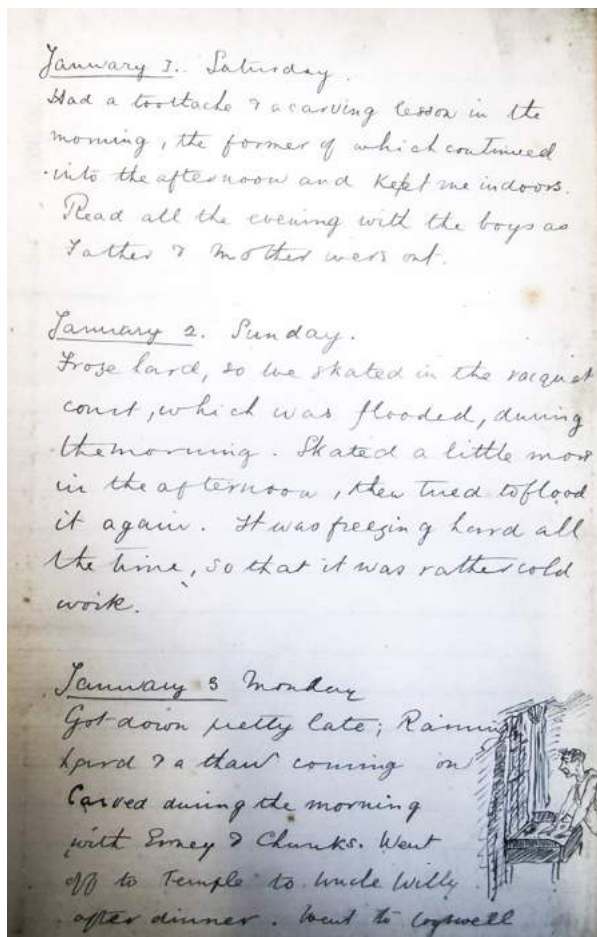 January 1. Saturday.
Had a toothache & a carving lesson in the
morning, the former of which continued
into the afternoon and kept me indoors.
Read all the evening with the boys as
Father & Mother were out.
January 2. Sunday.
Froze hard, so we skated in the racquet
court, which was flooded, during
the morning. Skated a little more
in the afternoon, then tried to flood
it again. It was freezing hard all
the time, so that it was rather cold
work.
January 3 Monday
Got down pretty late; Raining
hard & a thaw coming on
Carved during the morning
with Erney & Chunks. Went
off to Temple to Uncle Willy
after dinner. Went to